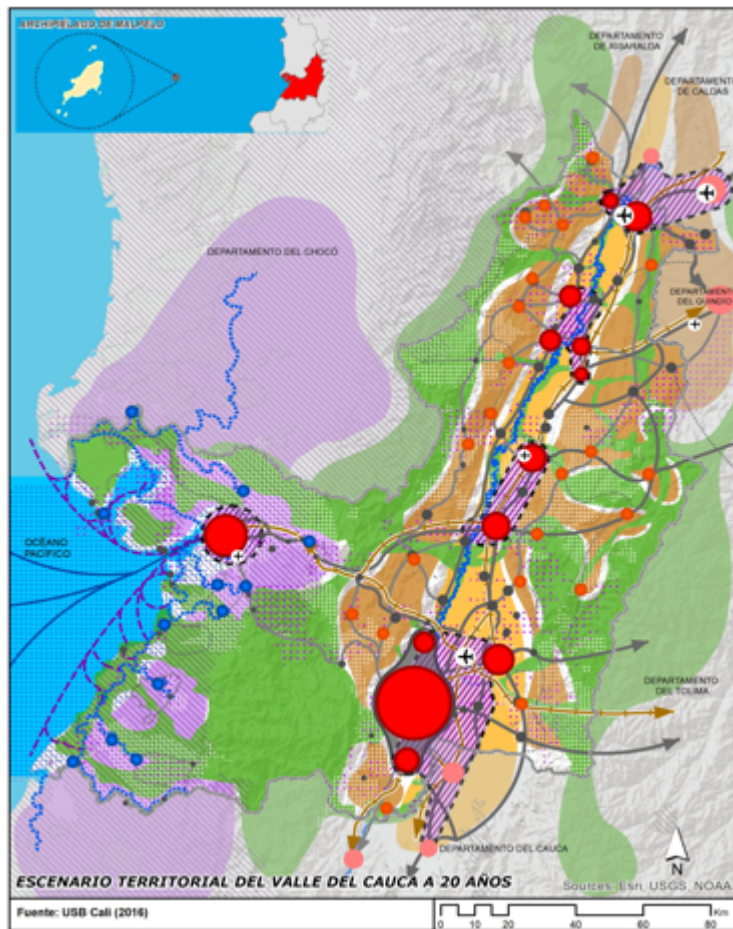 ARCHIPIELAGO DE MALPELO
DEPARTAMENTO
DE RISARALDA
DEPARTAMENTO
DE CALDAS
DEPARTAMENTO DEL CHOCÓ
DEPARTAMENTO
DEL QUINDIO
OCÉANO
PACÍFICO
DEPARTAMENTO
DEL TOLIMA
DEPARTAMENTO DEL CAUCA
N
ESCENARIO TERRITORIAL DEL VALLE DEL CAUCA A 20 AÑOS
Sources: Esri, USGS, NOAA
Fuente: USB Cali (2016)
Km
0 10 20 40 60 80